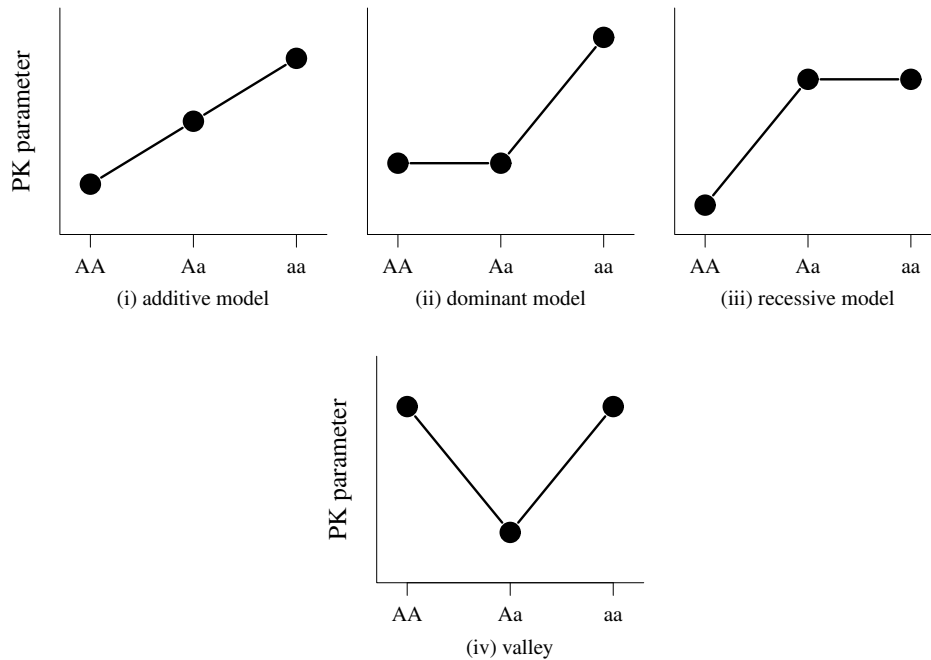 PK parameter
AA Aa aa
(i) additive model
AA Aa aa
(ii) dominant model
AA Aa aa
(iii) recessive model
PK parameter
AA Aa aa
(iv) valley